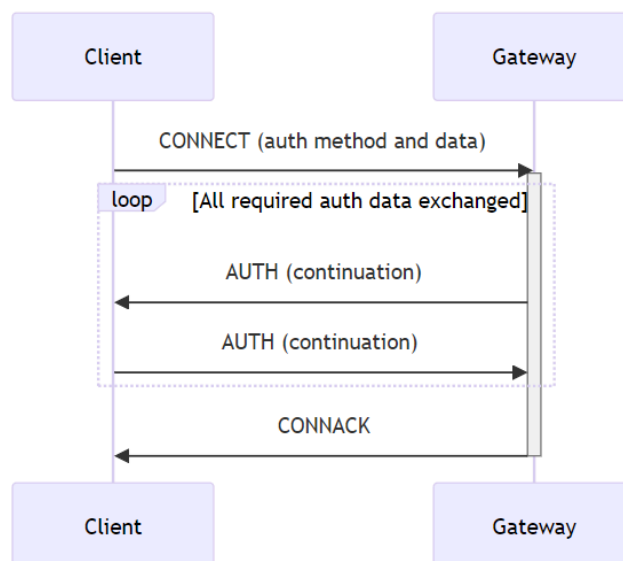 Client
Gateway
CONNECT (auth method and data)
loop
[All required auth data exchanged]
AUTH (continuation)
AUTH (continuation)
CONNACK
Client
Gateway